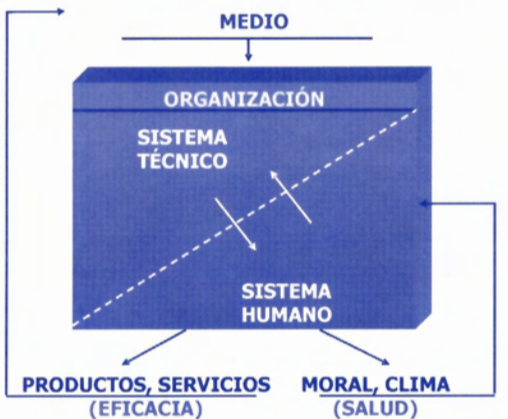 MEDIO
ORGANIZACIÓN
SISTEMA
TÉCNICO
SISTEMA
HUMANO
PRODUCTOS, SERVICIOS
(EFICACIA)
MORAL, CLIMA
(SALUD)